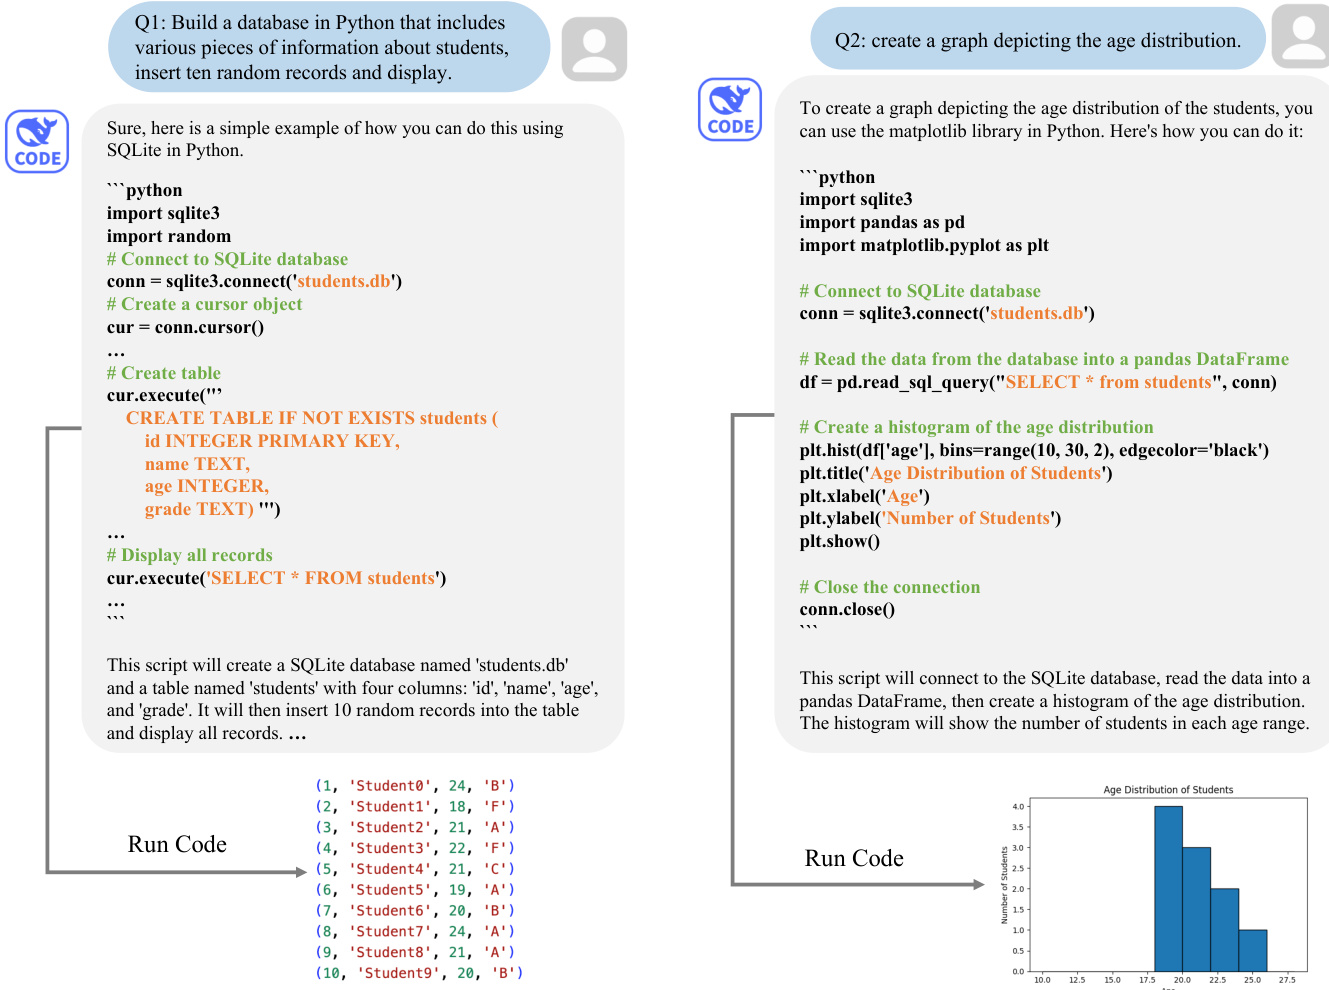 Q1: Build a database in Python that includes
various pieces of information about students,
insert ten random records and display.
CODE
Sure, here is a simple example of how you can do this using
SQLite in Python.
```python
import sqlite3
import random
# Connect to SQLite database
conn = sqlite3.connect('students.db')
# Create a cursor object
cur = conn.cursor()
…
# Create table
cur.execute('''
CREATE TABLE IF NOT EXISTS students (
id INTEGER PRIMARY KEY,
name TEXT,
age INTEGER,
grade TEXT) ''')
…
# Display all records
cur.execute('SELECT * FROM students')
…
```
This script will create a SQLite database named 'students.db'
and a table named 'students' with four columns: 'id', 'name', 'age',
and 'grade'. It will then insert 10 random records into the table
and display all records. …
Run Code
(1, 'Student0', 24, 'B')
(2, 'Student1', 18, 'F')
(3, 'Student2', 21, 'A')
(4, 'Student3', 22, 'F')
(5, 'Student4', 21, 'C')
(6, 'Student5', 19, 'A')
(7, 'Student6', 20, 'B')
(8, 'Student7', 24, 'A')
(9, 'Student8', 21, 'A')
(10, 'Student9', 20, 'B')
Q2: create a graph depicting the age distribution.
CODE
To create a graph depicting the age distribution of the students, you
can use the matplotlib library in Python. Here's how you can do it:
```python
import sqlite3
import pandas as pd
import matplotlib.pyplot as plt
# Connect to SQLite database
conn = sqlite3.connect('students.db')
# Read the data from the database into a pandas DataFrame
df = pd.read_sql_query("SELECT * from students", conn)
# Create a histogram of the age distribution
plt.hist(df['age'], bins=range(10, 30, 2), edgecolor='black')
plt.title('Age Distribution of Students')
plt.xlabel('Age')
plt.ylabel('Number of Students')
plt.show()
# Close the connection
conn.close()
```
This script will connect to the SQLite database, read the data into a
pandas DataFrame, then create a histogram of the age distribution.
The histogram will show the number of students in each age range.
Run Code
Age Distribution of Students
Number of Students
4.0
3.5
3.0
2.5
2.0
1.5
1.0
0.5
0.0
10.0 12.5 15.0 17.5 20.0 22.5 25.0 27.5